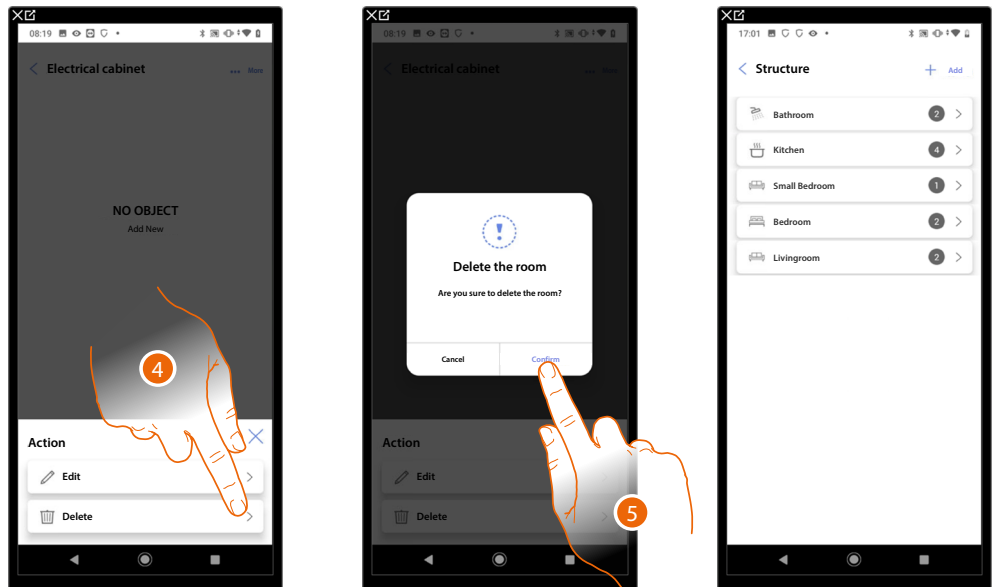 08:19
Electrical cabinet
More
NO OBJECT
Add New
4
Action
Edit
Delete
08:19
Electrical cabinet
More
Delete the room
Are you sure to delete the room?
Cancel
Confirm
Action
Edit
Delete
5
17:01
Structure
Add
Bathroom 2
Kitchen 4
Small Bedroom 1
Bedroom 2
Livingroom 2